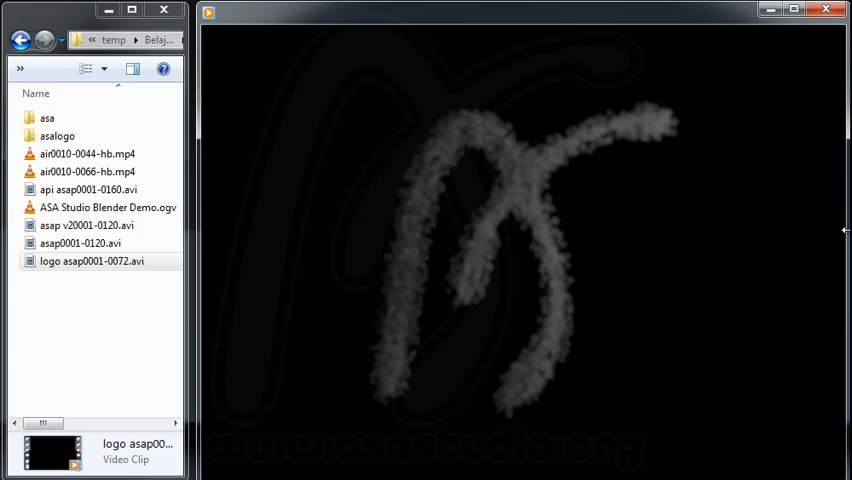 « temp ▸ Belaj...
»
Name
asa
asalogo
air0010-0044-hb.mp4
air0010-0066-hb.mp4
api asap0001-0160.avi
ASA Studio Blender Demo.ogv
asap v20001-0120.avi
asap0001-0120.avi
logo asap0001-0072.avi
logo asap00...
Video Clip
www.asastudio.org